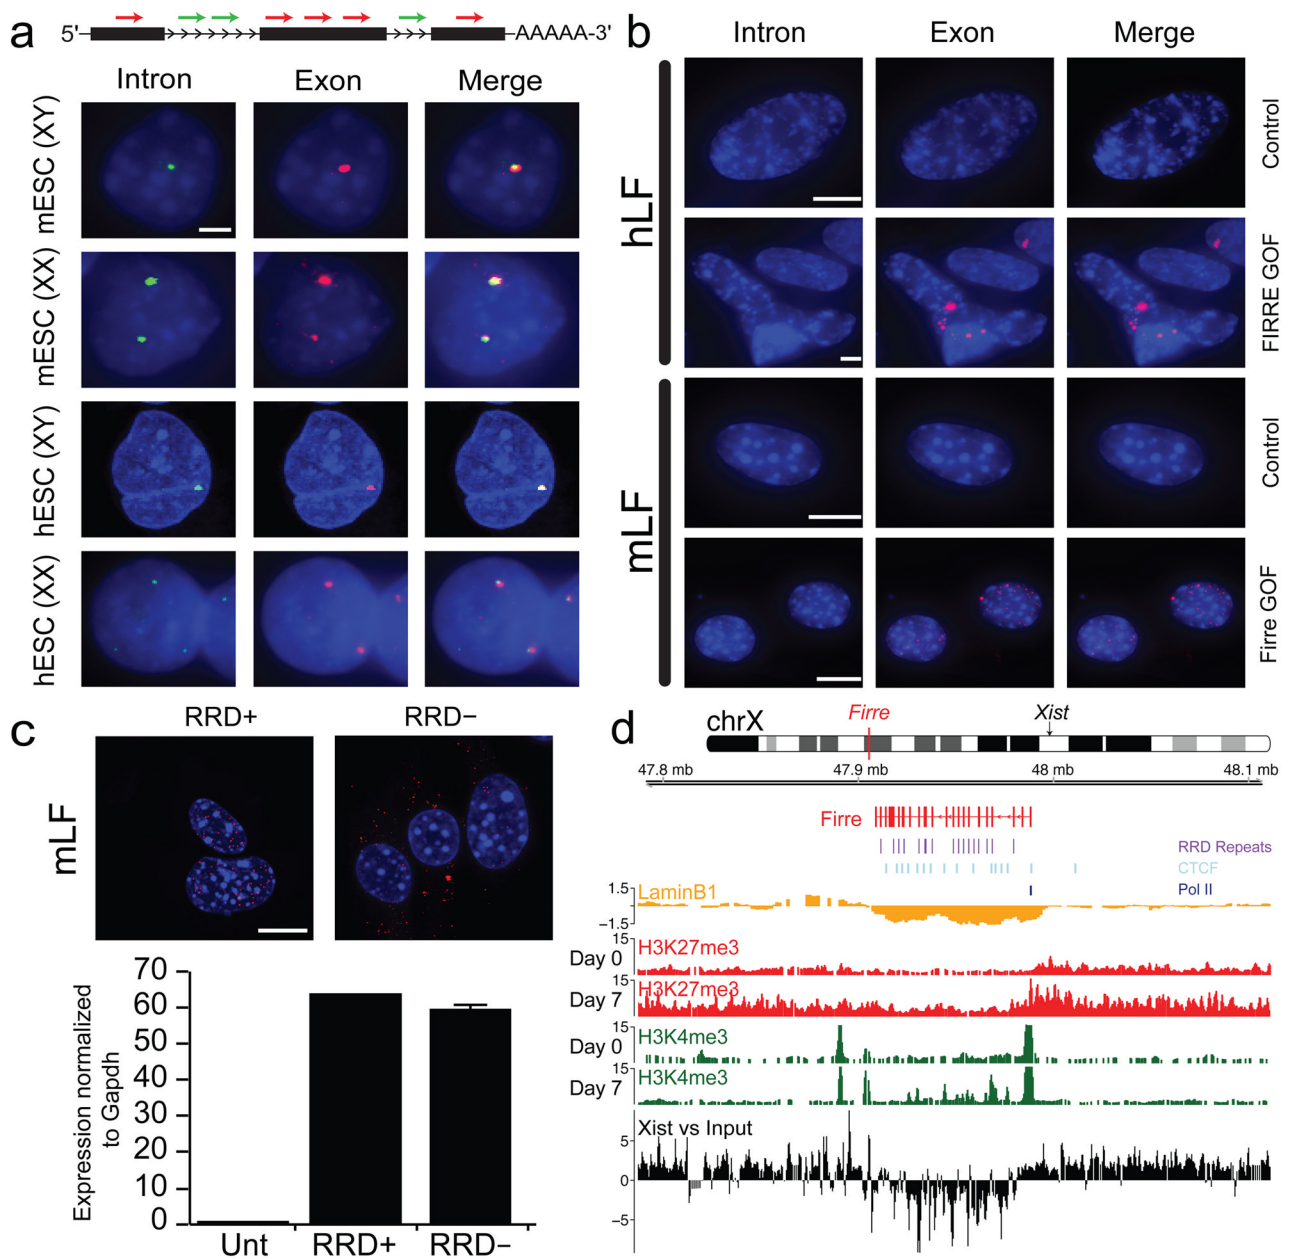 a
5'
AAAAA-3'
Intron Exon Merge
mESC (XY)
mESC (XX)
hESC (XY)
hESC (XX)
b
Intron Exon Merge
hLF
Control
FIRRE GOF
mLF
Control
Firre GOF
c
RRD+ RRD−
mLF
Expression normalized
to Gapdh
70
60
50
40
30
20
10
0
Unt RRD+ RRD−
d
chrX
Firre Xist
47.8 mb 47.9 mb 48 mb 48.1 mb
Firre
RRD Repeats
CTCF
Pol II
1.5
LaminB1
−1.5
15
H3K27me3
Day 0
15
H3K27me3
Day 7
15
H3K4me3
Day 0
15
H3K4me3
Day 7
Xist vs Input
5
0
−5